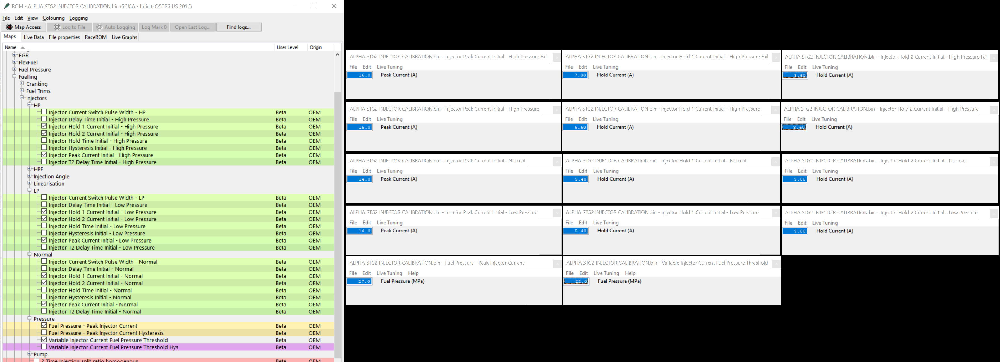 ROM - ALPHA STG2 INJECTOR CALIBRATION.bin (5CJ8A - Infiniti Q50RS US 2016)
File Edit View Colouring Logging
Map Access Log to File Auto Logging Log Mark 0 Open Last Log... Find logs...
Maps Live Data File properties RaceROM Live Graphs
Name User Level Origin
EGR
FlexFuel
Fuel Pressure
Fuelling
Cranking
Fuel Trims
Injectors
HP
Injector Current Switch Pulse Width - HP Beta OEM
Injector Delay Time Initial - High Pressure Beta OEM
Injector Hold 1 Current Initial - High Pressure Beta OEM
Injector Hold 2 Current Initial - High Pressure Beta OEM
Injector Hold Time Initial - High Pressure Beta OEM
Injector Hysteresis Initial - High Pressure Beta OEM
Injector Peak Current Initial - High Pressure Beta OEM
Injector T2 Delay Time Initial - High Pressure Beta OEM
HPF
Injection Angle
Linearisation
LP
Injector Current Switch Pulse Width - LP Beta OEM
Injector Delay Time Initial - Low Pressure Beta OEM
Injector Hold 1 Current Initial - Low Pressure Beta OEM
Injector Hold 2 Current Initial - Low Pressure Beta OEM
Injector Hold Time Initial - Low Pressure Beta OEM
Injector Hysteresis Initial - Low Pressure Beta OEM
Injector Peak Current Initial - Low Pressure Beta OEM
Injector T2 Delay Time Initial - Low Pressure Beta OEM
Normal
Injector Current Switch Pulse Width - Normal Beta OEM
Injector Delay Time Initial - Normal Beta OEM
Injector Hold 1 Current Initial - Normal Beta OEM
Injector Hold 2 Current Initial - Normal Beta OEM
Injector Hold Time Initial - Normal Beta OEM
Injector Hysteresis Initial - Normal Beta OEM
Injector Peak Current Initial - Normal Beta OEM
Injector T2 Delay Time Initial - Normal Beta OEM
Pressure
Fuel Pressure - Peak Injector Current Beta OEM
Fuel Pressure - Peak Injector Current Hysteresis Beta OEM
Variable Injector Current Fuel Pressure Threshold Beta OEM
Variable Injector Current Fuel Pressure Threshold Hys Beta OEM
Pump
2 Time Injection split ratio homogenous Beta OEM
ALPHA STG2 INJECTOR CALIBRATION.bin - Injector Peak Current Initial - High Pressure Fail
File Edit Live Tuning
16.0 Peak Current (A)
ALPHA STG2 INJECTOR CALIBRATION.bin - Injector Hold 1 Current Initial - High Pressure Fail
File Edit Live Tuning
7.00 Hold Current (A)
ALPHA STG2 INJECTOR CALIBRATION.bin - Injector Hold 2 Current Initial - High Pressure Fail
File Edit Live Tuning
3.60 Hold Current (A)
ALPHA STG2 INJECTOR CALIBRATION.bin - Injector Peak Current Initial - High Pressure
File Edit Live Tuning
15.0 Peak Current (A)
ALPHA STG2 INJECTOR CALIBRATION.bin - Injector Hold 1 Current Initial - High Pressure
File Edit Live Tuning
6.60 Hold Current (A)
ALPHA STG2 INJECTOR CALIBRATION.bin - Injector Hold 2 Current Initial - High Pressure
File Edit Live Tuning
3.60 Hold Current (A)
ALPHA STG2 INJECTOR CALIBRATION.bin - Injector Peak Current Initial - Normal
File Edit Live Tuning
14.0 Peak Current (A)
ALPHA STG2 INJECTOR CALIBRATION.bin - Injector Hold 1 Current Initial - Normal
File Edit Live Tuning
5.40 Hold Current (A)
ALPHA STG2 INJECTOR CALIBRATION.bin - Injector Hold 2 Current Initial - Normal
File Edit Live Tuning
3.00 Hold Current (A)
ALPHA STG2 INJECTOR CALIBRATION.bin - Injector Peak Current Initial - Low Pressure
File Edit Live Tuning
14.0 Peak Current (A)
ALPHA STG2 INJECTOR CALIBRATION.bin - Injector Hold 1 Current Initial - Low Pressure
File Edit Live Tuning
5.40 Hold Current (A)
ALPHA STG2 INJECTOR CALIBRATION.bin - Injector Hold 2 Current Initial - Low Pressure
File Edit Live Tuning
3.00 Hold Current (A)
ALPHA STG2 INJECTOR CALIBRATION.bin - Fuel Pressure - Peak Injector Current
File Edit Live Tuning Help
27.0 Fuel Pressure (MPa)
ALPHA STG2 INJECTOR CALIBRATION.bin - Variable Injector Current Fuel Pressure Threshold
File Edit Live Tuning Help
22.0 Fuel Pressure (MPa)